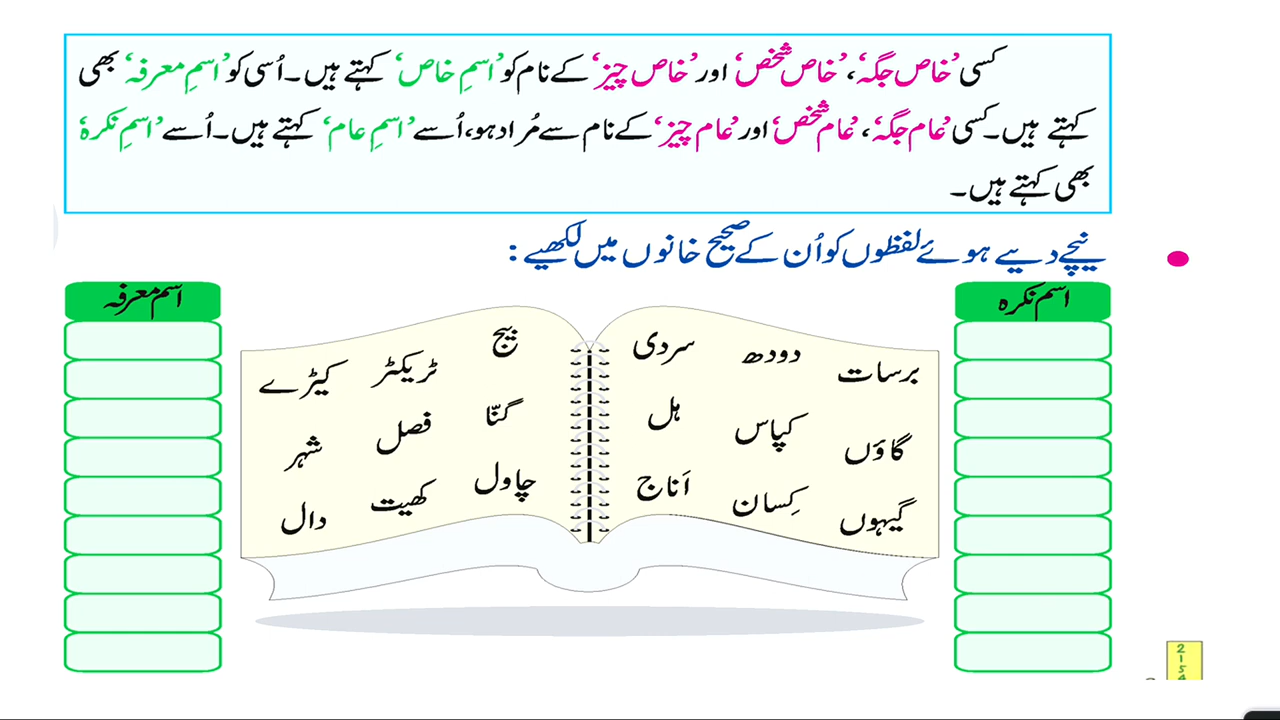 کسی ’خاص جگہ‘، ’خاص شخص‘ اور ’خاص چیز‘ کے نام کو ’اسمِ خاص‘ کہتے ہیں۔ اُسی کو ’اسمِ معرفہ‘ بھی
کہتے ہیں۔ کسی ’عام جگہ‘، ’عام شخص‘ اور ’عام چیز‘ کے نام سے مُراد ہو، اُسے ’اسمِ عام‘ کہتے ہیں۔ اُسے ’اسمِ نکرہ‘
بھی کہتے ہیں۔
نیچے دیے ہوئے لفظوں کو اُن کے صحیح خانوں میں لکھیے :
اسم نکرہ
اسم معرفہ
برسات دودھ سردی
گاؤں کپاس ہل
گیہوں کِسان اَناج
بیج ٹریکٹر کیڑے
گنّا فصل شہر
چاول کھیت دال
2
1
5